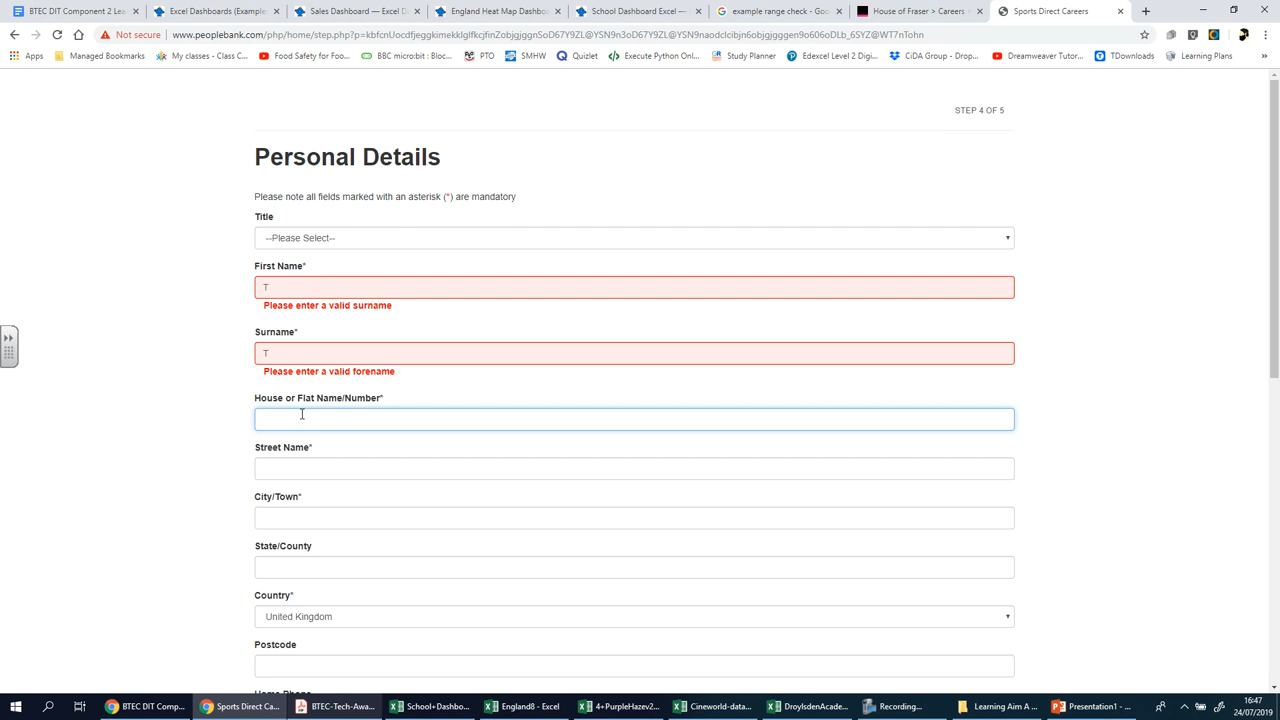 BTEC DIT Component 2 Lea
Excel Dashboards (Example
Sales Dashboard — Excel D
England Heat Map Dashbo
School Dashboard Excel —
example range check - Goo
House of Fraser > Careers <
Sports Direct Careers
Not secure
www.peoplebank.com/php/home/step.php?
Apps
Managed Bookmarks
My classes - Class C...
Food Safety for Foo...
BBC micro:bit : Bloc...
PTO
SMHW
Quizlet
Execute Python Onl...
Study Planner
Edexcel Level 2 Digi...
CiDA Group - Drop...
Dreamweaver Tutor...
TDownloads
Learning Plans
STEP 4 OF 5
Personal Details
Please note all fields marked with an asterisk (*) are mandatory
Title
--Please Select--
First Name*
T
Please enter a valid surname
Surname*
T
Please enter a valid forename
House or Flat Name/Number*
Street Name*
City/Town*
State/County
Country*
United Kingdom
Postcode
BTEC DIT Comp...
Sports Direct Ca...
BTEC-Tech-Awa...
School+Dashbo...
England8 - Excel
4+PurpleHazev2...
Cineworld-data...
DroylsdenAcade...
Recording...
Learning Aim A ...
Presentation1 - ...
16:47
24/07/2019